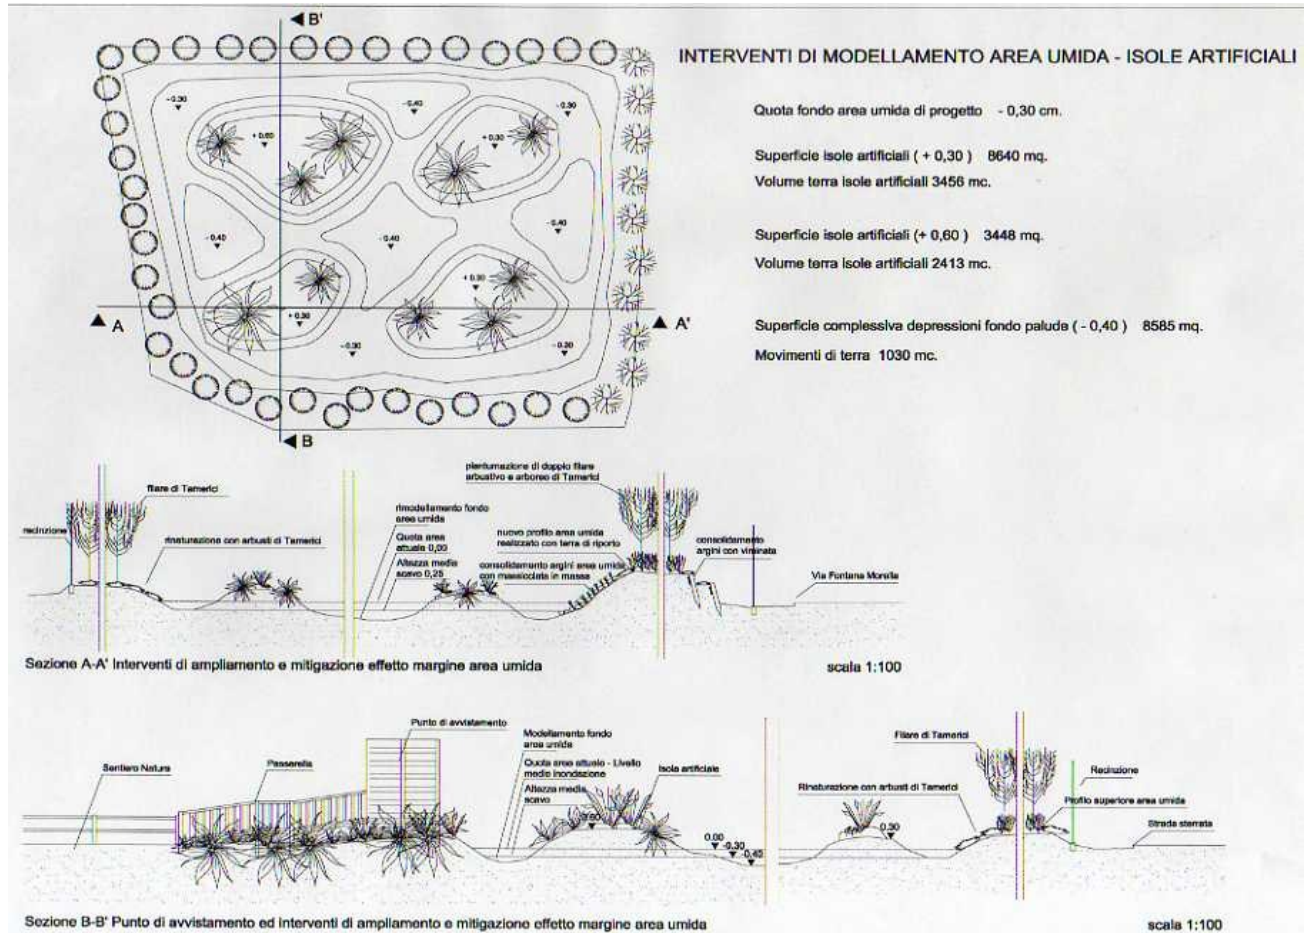 B'
INTERVENTI DI MODELLAMENTO AREA UMIDA - ISOLE ARTIFICIALI
Quota fondo area umida di progetto - 0,30 cm.
Superficie isole artificiali ( + 0,30 ) 8640 mq.
Volume terra isole artificiali 3456 mc.
Superficie isole artificiali (+ 0,60 ) 3448 mq.
Volume terra isole artificiali 2413 mc.
Superficie complessiva depressioni fondo palude ( - 0,40 ) 8585 mq.
Movimenti di terra 1030 mc.
- 0.30
- 0.40
- 0.30
+ 0.60
+ 0.30
- 0.40
- 0.40
- 0.40
+ 0.30
+ 0.30
- 0.30
- 0.30
A
A'
B
piantumazione di doppio filare
arbustivo e arboreo di Tamerici
filare di Tamerici
recinzione
rinaturazione con arbusti di Tamerici
rimodellamento fondo
area umida
Quota area
attuale 0,00
Altezza media
scavo 0,25
nuovo profilo area umida
realizzato con terra di riporto
consolidamento argini area umida
con massicciata in massa
consolidamento
argini con viminata
Via Fontana Moralla
Sezione A-A' Interventi di ampliamento e mitigazione effetto margine area umida
scala 1:100
Punto di avvistamento
Sentiero Natura
Passerella
Modellamento fondo
area umida
Quota area attuale - Livello
medio inondazione
Altezza media
scavo
Isola artificiale
0.60
0.00
-0.30
-0.40
Filare di Tamerici
Rinaturazione con arbusti di Tamerici
0.30
Recinzione
Profilo superiore area umida
Strada sterrata
Sezione B-B' Punto di avvistamento ed interventi di ampliamento e mitigazione effetto margine area umida
scala 1:100